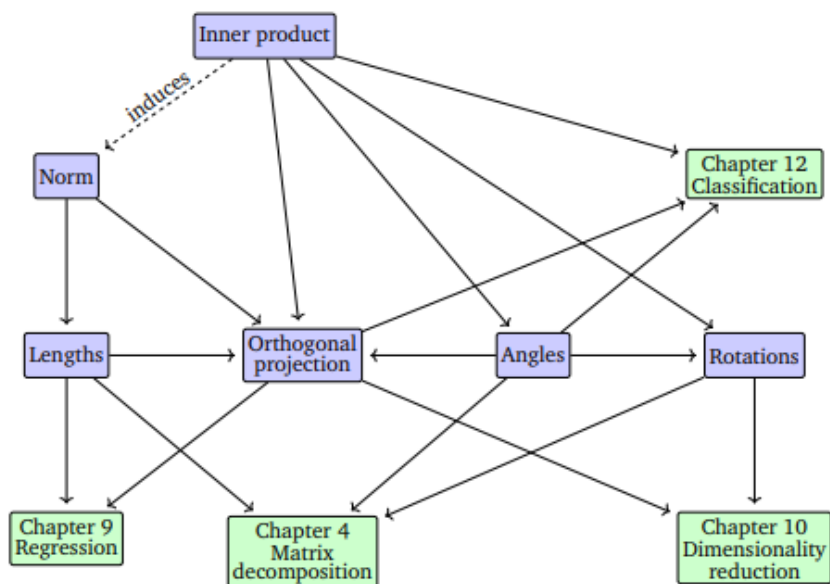 Inner product
induces
Norm
Chapter 12
Classification
Lengths
Orthogonal
projection
Angles
Rotations
Chapter 9
Regression
Chapter 4
Matrix
decomposition
Chapter 10
Dimensionality
reduction